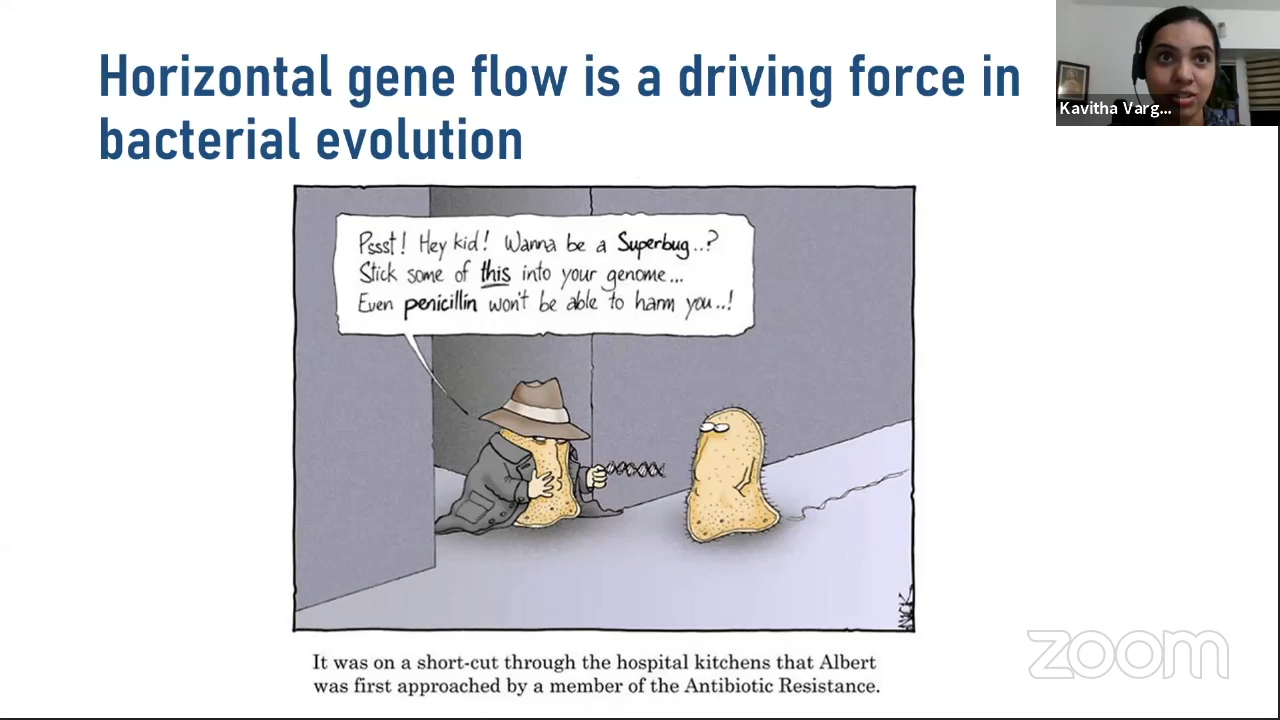 Horizontal gene flow is a driving force in
bacterial evolution
Kavitha Varg...
Pssst! Hey kid! Wanna be a Superbug..?
Stick some of this into your genome...
Even penicillin won't be able to harm you..!
NICK
It was on a short-cut through the hospital kitchens that Albert
was first approached by a member of the Antibiotic Resistance.
zoom